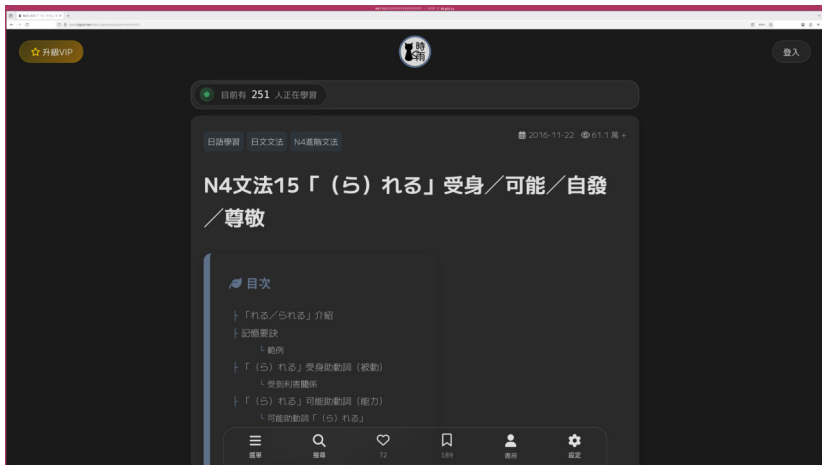 升級VIP
時雨
登入
目前有 251 人正在學習
日語學習 日文文法 N4進階文法
2016-11-22 61.1 萬 +
N4文法15「（ら）れる」受身／可能／自發
／尊敬
目次
├「れる／られる」介紹
├ 記憶要訣
└ 範例
├「（ら）れる」受身助動詞（被動）
└ 受到利害關係
├「（ら）れる」可能助動詞（能力）
└ 可能助動詞「（ら）れる」
選單 搜尋 72 189 書房 設定